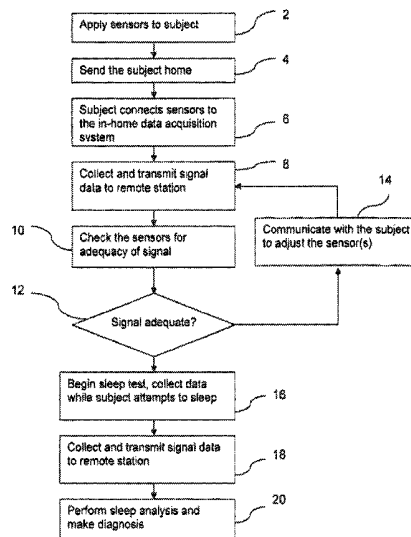 Apply sensors to subject
2
Send the subject home
4
Subject connects sensors to
the in-home data acquisition
system
6
Collect and transmit signal
data to remote station
8
10
Check the sensors for
adequacy of signal
14
Communicate with the subject
to adjust the sensor(s)
12
Signal adequate?
Begin sleep test, collect data
while subject attempts to sleep
16
Collect and transmit signal data
to remote station
18
Perform sleep analysis and
make diagnosis
20